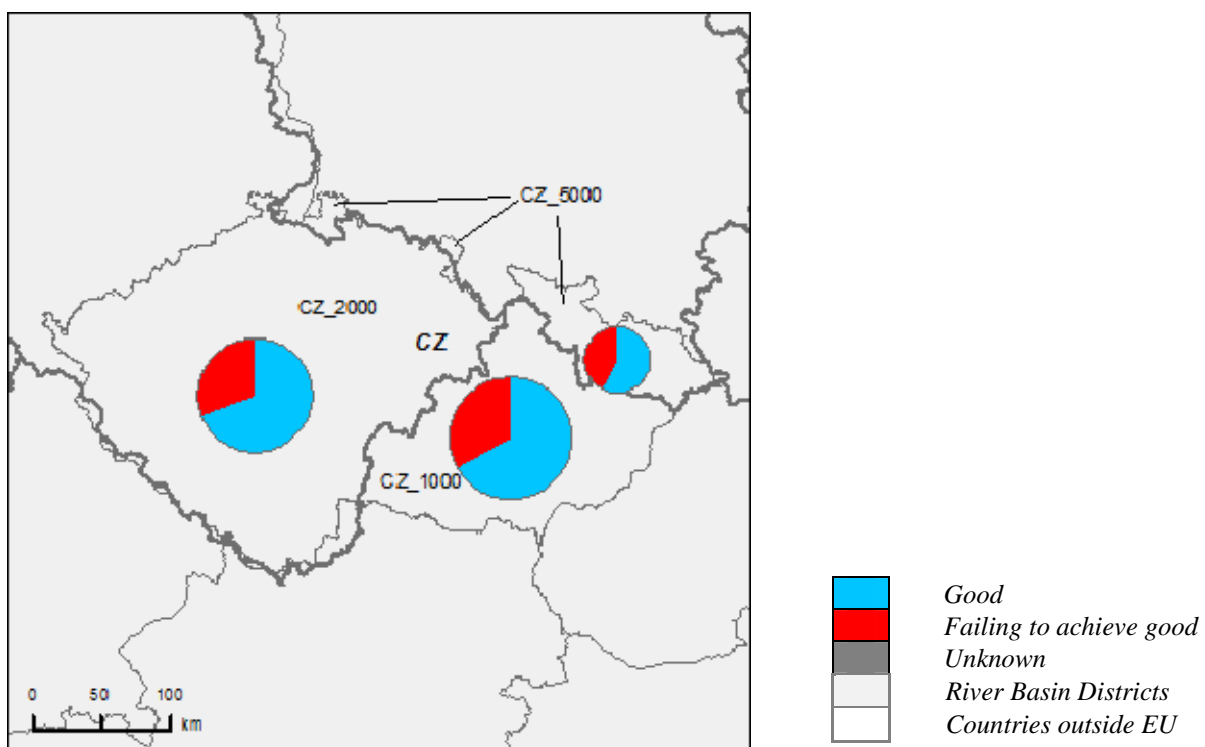 CZ_5000
CZ_2000
CZ
CZ_1000
0 50 100
km
Good
Failing to achieve good
Unknown
River Basin Districts
Countries outside EU